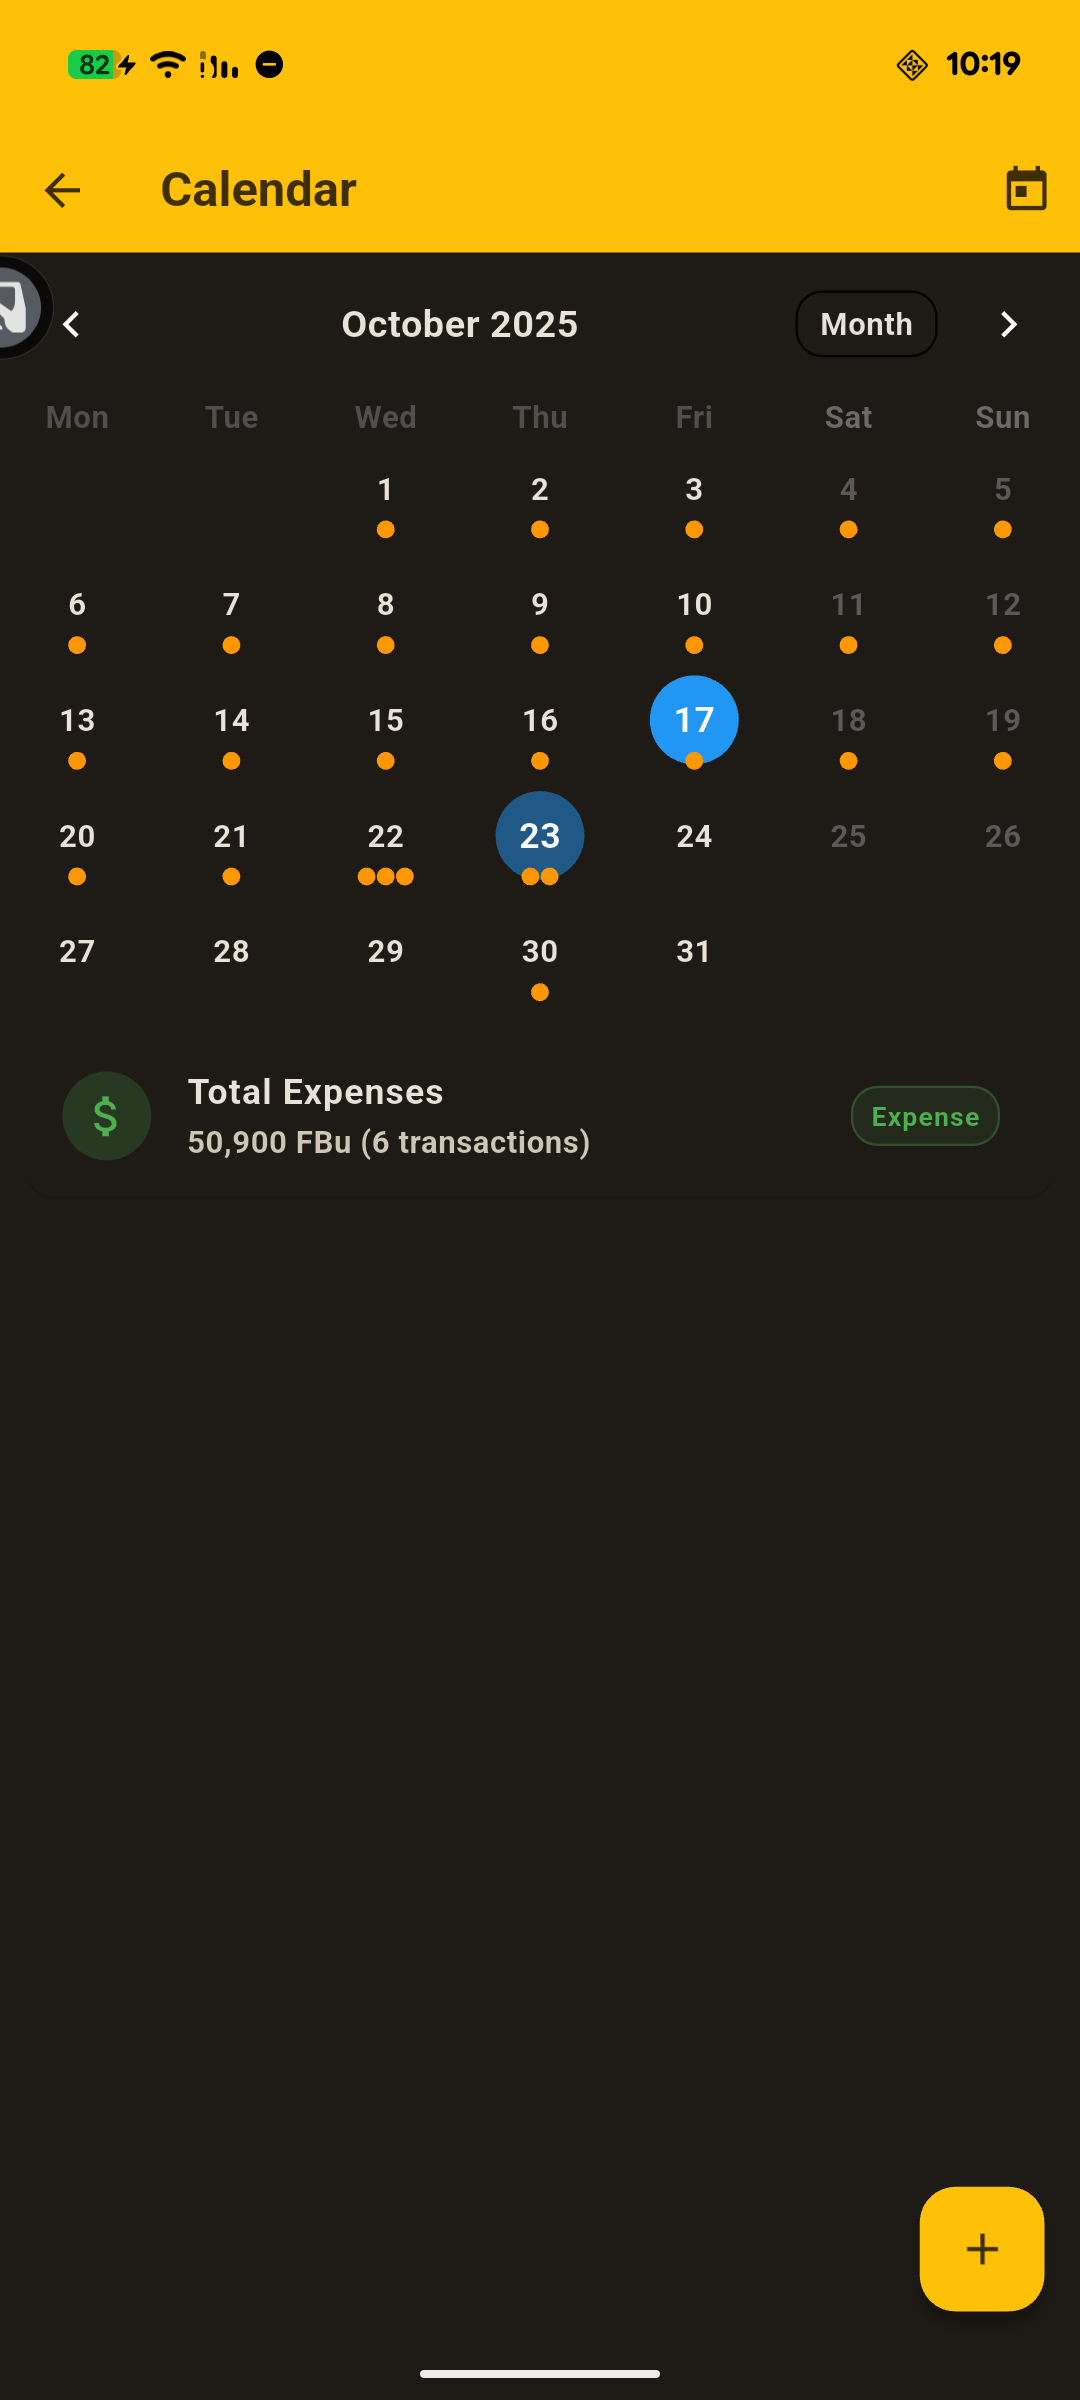 82
10:19
Calendar
October 2025
Month
Mon Tue Wed Thu Fri Sat Sun
1 2 3 4 5
6 7 8 9 10 11 12
13 14 15 16 17 18 19
20 21 22 23 24 25 26
27 28 29 30 31
Total Expenses
50,900 FBu (6 transactions)
Expense